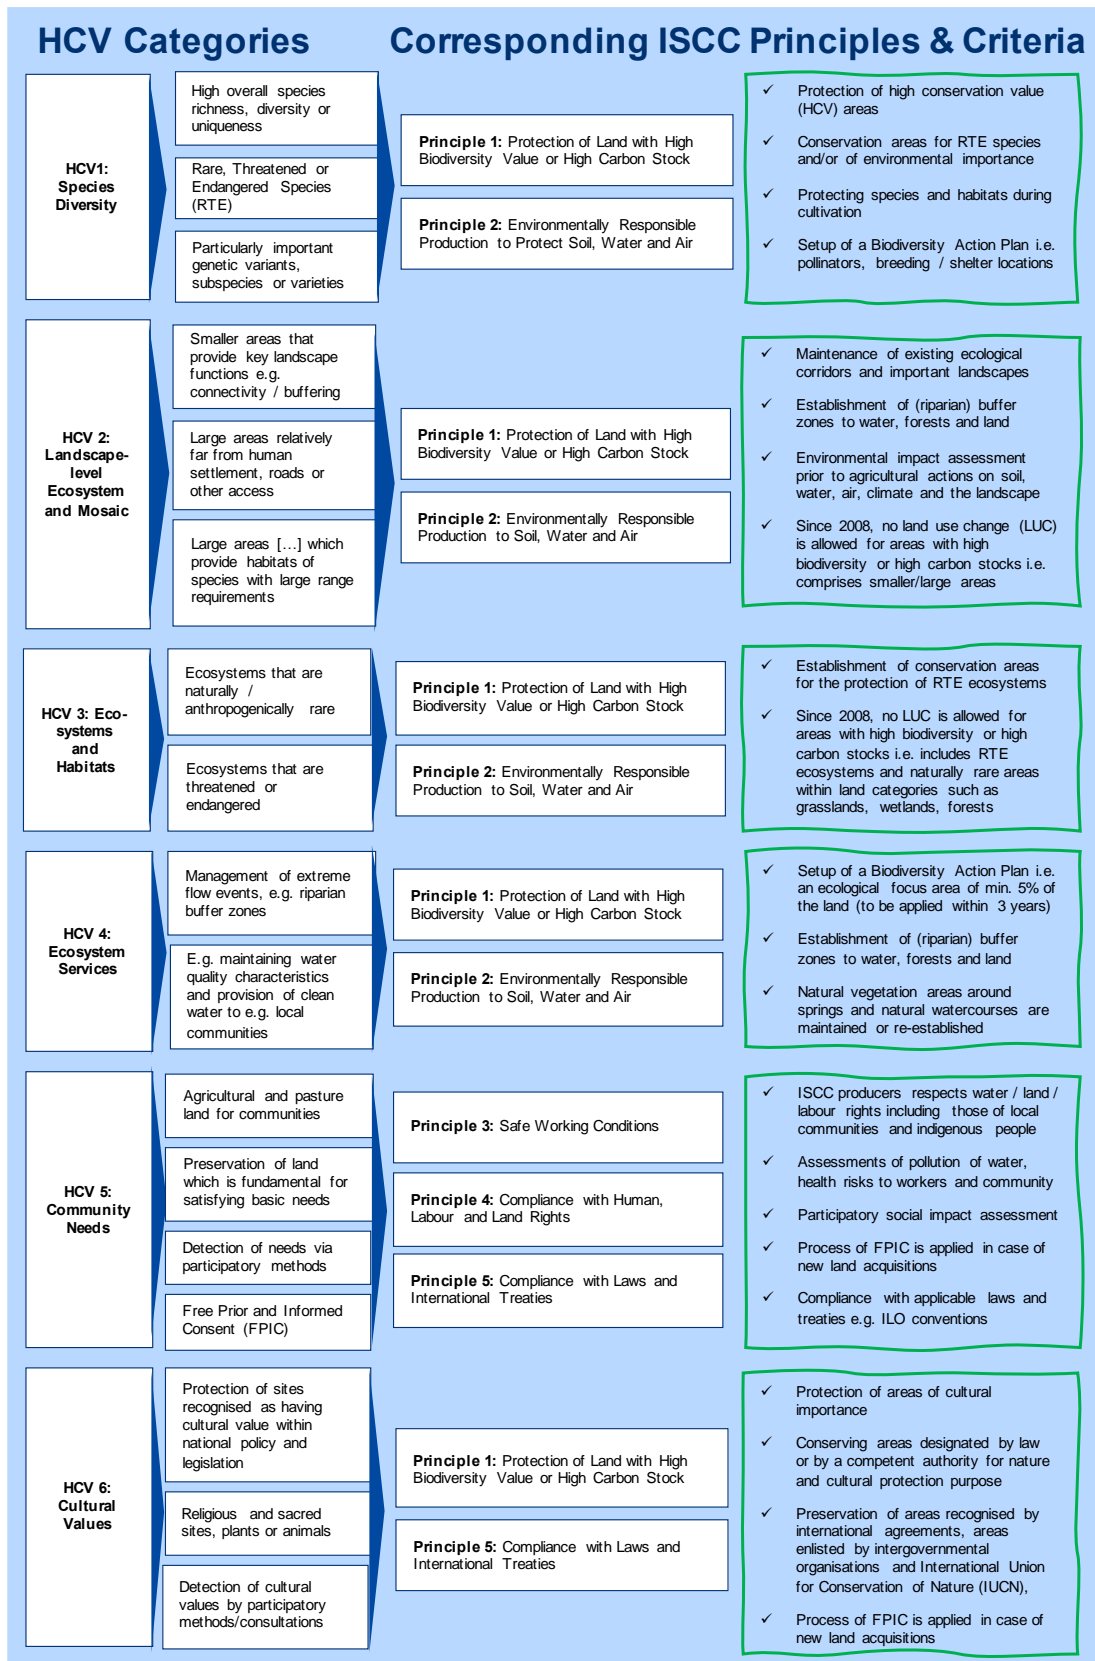 HCV Categories
Corresponding ISCC Principles & Criteria
HCV1:
Species
Diversity
High overall species
richness, diversity or
uniqueness
Rare, Threatened or
Endangered Species
(RTE)
Particularly important
genetic variants,
subspecies or varieties
Principle 1: Protection of Land with High
Biodiversity Value or High Carbon Stock
Principle 2: Environmentally Responsible
Production to Protect Soil, Water and Air
✓ Protection of high conservation value
(HCV) areas
✓ Conservation areas for RTE species
and/or of environmental importance
✓ Protecting species and habitats during
cultivation
✓ Setup of a Biodiversity Action Plan i.e.
pollinators, breeding / shelter locations
HCV 2:
Landscape-
level
Ecosystem
and Mosaic
Smaller areas that
provide key landscape
functions e.g.
connectivity / buffering
Large areas relatively
far from human
settlement, roads or
other access
Large areas [...] which
provide habitats of
species with large range
requirements
Principle 1: Protection of Land with High
Biodiversity Value or High Carbon Stock
Principle 2: Environmentally Responsible
Production to Soil, Water and Air
✓ Maintenance of existing ecological
corridors and important landscapes
✓ Establishment of (riparian) buffer
zones to water, forests and land
✓ Environmental impact assessment
prior to agricultural actions on soil,
water, air, climate and the landscape
✓ Since 2008, no land use change (LUC)
is allowed for areas with high
biodiversity or high carbon stocks i.e.
comprises smaller/large areas
HCV 3: Eco-
systems
and
Habitats
Ecosystems that are
naturally /
anthropogenically rare
Ecosystems that are
threatened or
endangered
Principle 1: Protection of Land with High
Biodiversity Value or High Carbon Stock
Principle 2: Environmentally Responsible
Production to Soil, Water and Air
✓ Establishment of conservation areas
for the protection of RTE ecosystems
✓ Since 2008, no LUC is allowed for
areas with high biodiversity or high
carbon stocks i.e. includes RTE
ecosystems and naturally rare areas
within land categories such as
grasslands, wetlands, forests
HCV 4:
Ecosystem
Services
Management of extreme
flow events, e.g. riparian
buffer zones
E.g. maintaining water
quality characteristics
and provision of clean
water to e.g. local
communities
Principle 1: Protection of Land with High
Biodiversity Value or High Carbon Stock
Principle 2: Environmentally Responsible
Production to Soil, Water and Air
✓ Setup of a Biodiversity Action Plan i.e.
an ecological focus area of min. 5% of
the land (to be applied within 3 years)
✓ Establishment of (riparian) buffer
zones to water, forests and land
✓ Natural vegetation areas around
springs and natural watercourses are
maintained or re-established
HCV 5:
Community
Needs
Agricultural and pasture
land for communities
Preservation of land
which is fundamental for
satisfying basic needs
Detection of needs via
participatory methods
Free Prior and Informed
Consent (FPIC)
Principle 3: Safe Working Conditions
Principle 4: Compliance with Human,
Labour and Land Rights
Principle 5: Compliance with Laws and
International Treaties
✓ ISCC producers respects water / land /
labour rights including those of local
communities and indigenous people
✓ Assessments of pollution of water,
health risks to workers and community
✓ Participatory social impact assessment
✓ Process of FPIC is applied in case of
new land acquisitions
✓ Compliance with applicable laws and
treaties e.g. ILO conventions
HCV 6:
Cultural
Values
Protection of sites
recognised as having
cultural value within
national policy and
legislation
Religious and sacred
sites, plants or animals
Detection of cultural
values by participatory
methods/consultations
Principle 1: Protection of Land with High
Biodiversity Value or High Carbon Stock
Principle 5: Compliance with Laws and
International Treaties
✓ Protection of areas of cultural
importance
✓ Conserving areas designated by law
or by a competent authority for nature
and cultural protection purpose
✓ Preservation of areas recognised by
international agreements, areas
enlisted by intergovernmental
organisations and International Union
for Conservation of Nature (IUCN),
✓ Process of FPIC is applied in case of
new land acquisitions